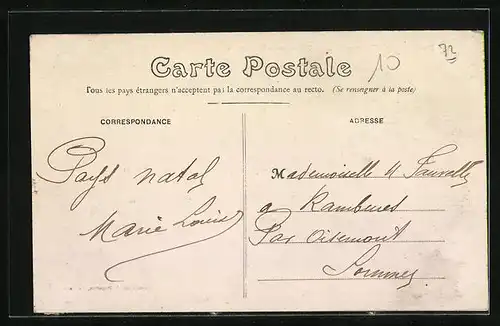 72
10
Carte Postale
Tous les pays étrangers n'acceptent pas la correspondance au recto. (Se renseigner à la poste)
CORRESPONDANCE
ADRESSE
Pays natal
Marie Louise
Mademoiselle
a Rambures
Par Oisemont
Somme